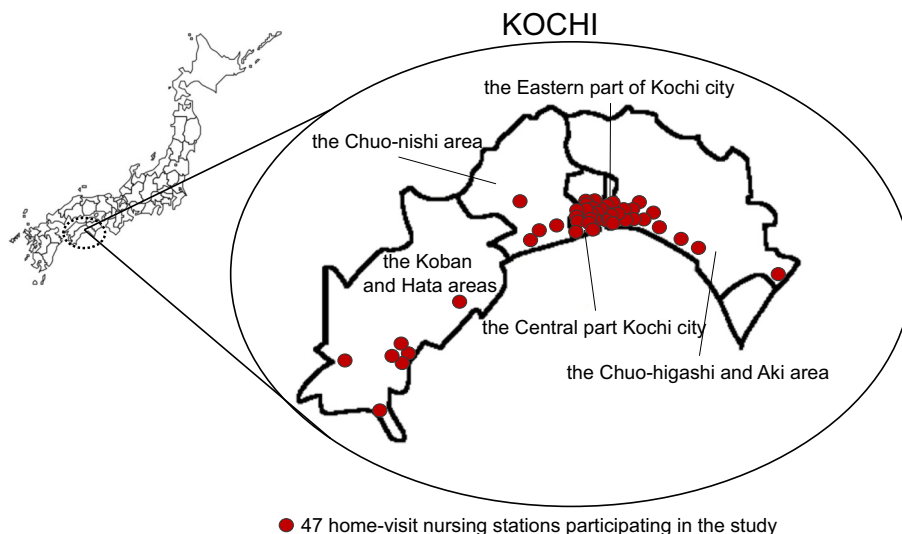 KOCHI
the Eastern part of Kochi city
the Chuo-nishi area
the Koban
and Hata areas
the Central part Kochi city
the Chuo-higashi and Aki area
47 home-visit nursing stations participating in the study